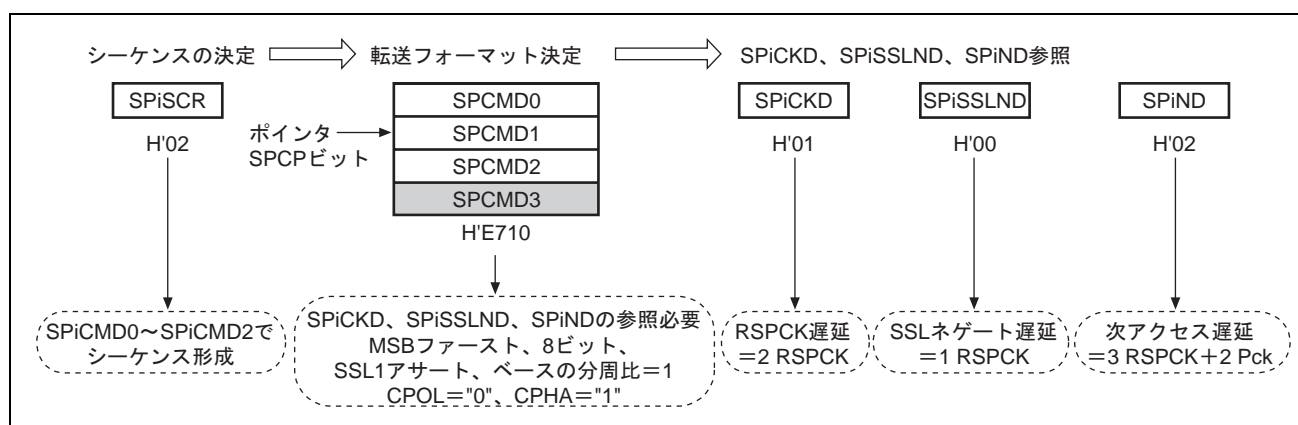 シーケンスの決定 転送フォーマット決定 SPiCKD、SPiSSLND、SPiND参照
SPiSCR
H'02
SPiCMD0～SPiCMD2で
シーケンス形成
ポインタ
SPCPビット
SPCMD0
SPCMD1
SPCMD2
SPCMD3
H'E710
SPiCKD、SPiSSLND、SPiNDの参照必要
MSBファースト、8ビット、
SSL1アサート、ベースの分周比＝1
CPOL＝"0"、CPHA＝"1"
SPiCKD
H'01
RSPCK遅延
＝2 RSPCK
SPiSSLND
H'00
SSLネゲート遅延
＝1 RSPCK
SPiND
H'02
次アクセス遅延
＝3 RSPCK＋2 Pck